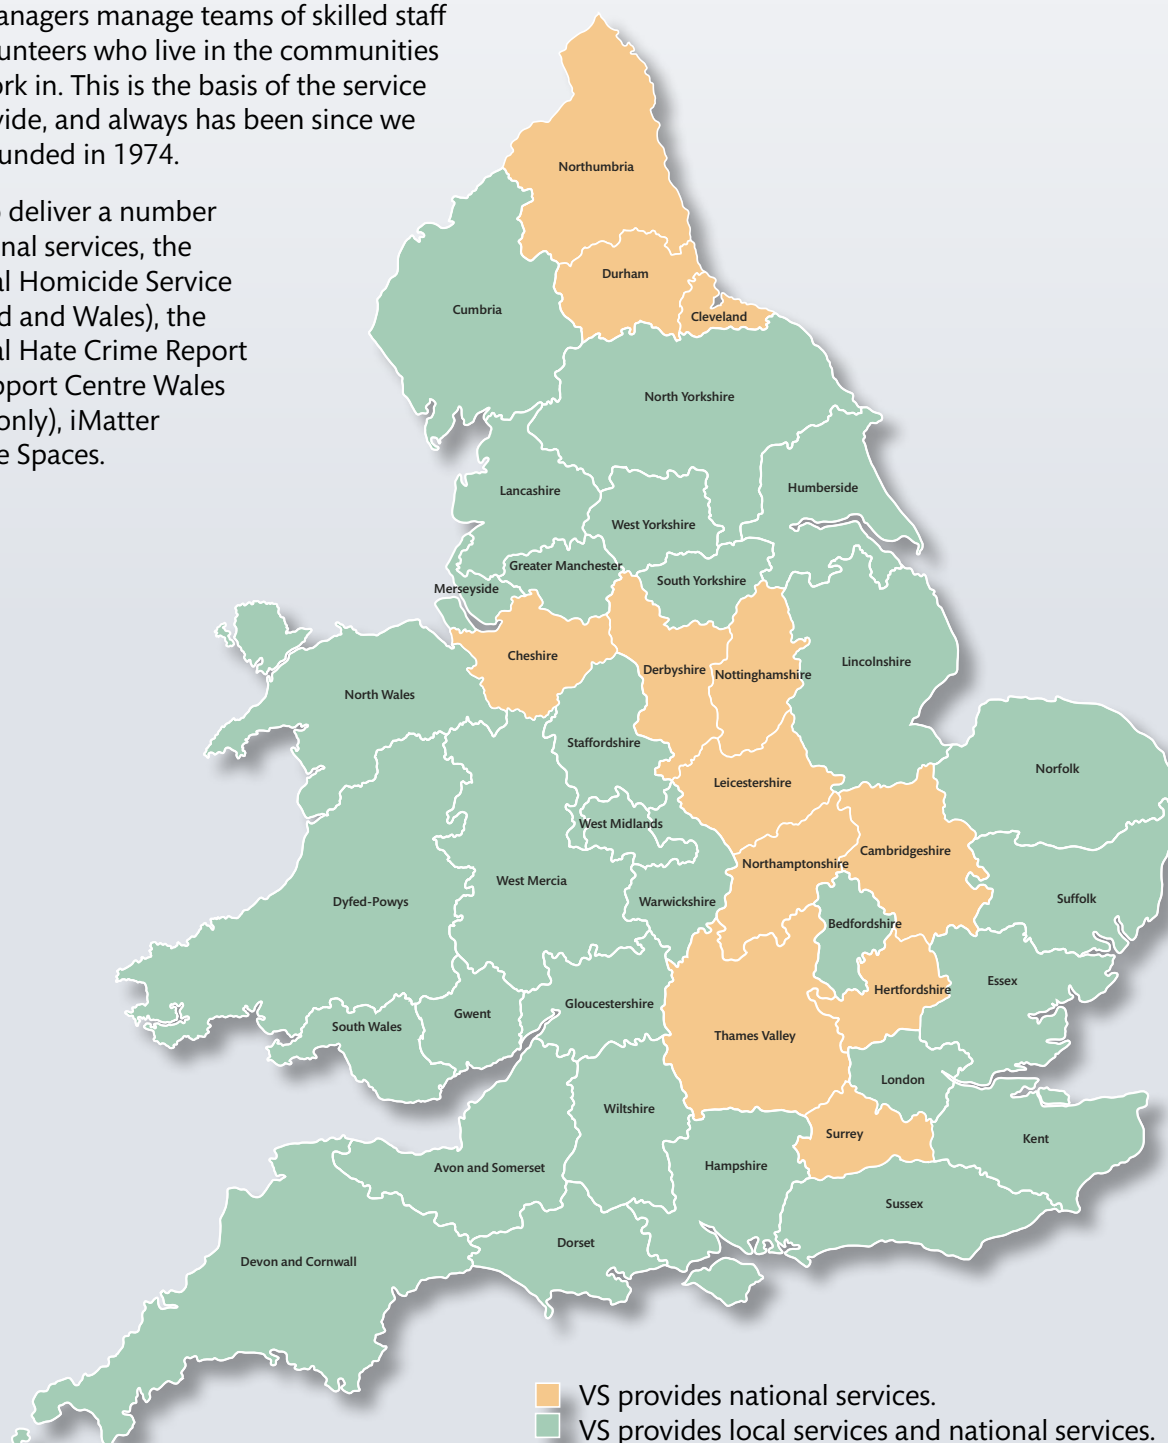 anagers manage teams of skilled staff
unteers who live in the communities
ork in. This is the basis of the service
vide, and always has been since we
unded in 1974.
deliver a number
nal services, the
al Homicide Service
d and Wales), the
al Hate Crime Report
pport Centre Wales
only), iMatter
e Spaces.
Northumbria
Durham
Cumbria
Cleveland
North Yorkshire
Lancashire
Humberside
West Yorkshire
Greater Manchester
South Yorkshire
Merseyside
Cheshire
Lincolnshire
Derbyshire
Nottinghamshire
North Wales
Staffordshire
Norfolk
Leicestershire
West Midlands
Cambridgeshire
Northamptonshire
West Mercia
Suffolk
Dyfed-Powys
Warwickshire
Bedfordshire
Essex
Hertfordshire
Gloucestershire
Gwent
South Wales
Thames Valley
London
Wiltshire
Surrey
Kent
Avon and Somerset
Hampshire
Sussex
Dorset
Devon and Cornwall
VS provides national services.
VS provides local services and national services.